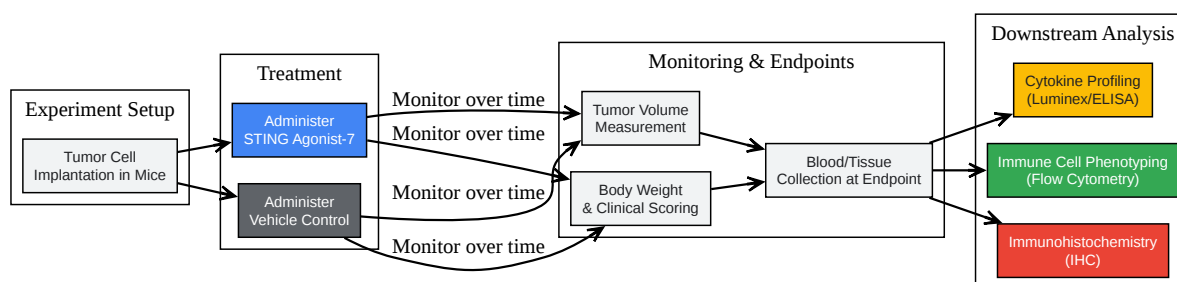 Experiment Setup
Tumor Cell
Implantation in Mice
Treatment
Administer
STING Agonist-7
Administer
Vehicle Control
Monitor over time
Monitor over time
Monitor over time
Monitor over time
Monitoring & Endpoints
Tumor Volume
Measurement
Body Weight
& Clinical Scoring
Blood/Tissue
Collection at Endpoint
Downstream Analysis
Cytokine Profiling
(Luminex/ELISA)
Immune Cell Phenotyping
(Flow Cytometry)
Immunohistochemistry
(IHC)